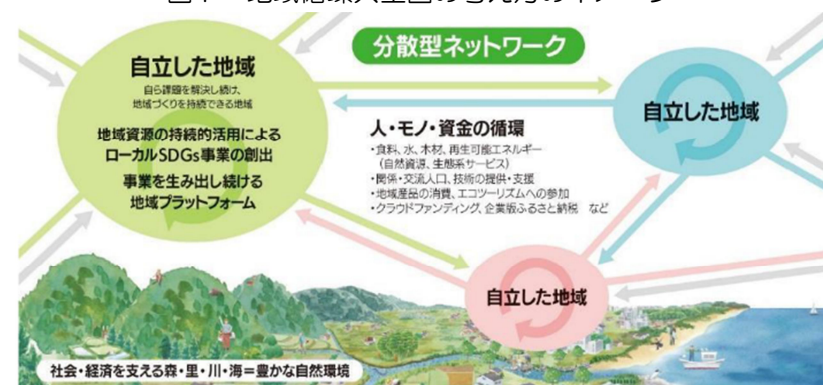 分散型ネットワーク
自立した地域
自ら課題を解決し続け、
地域づくりを持続できる地域
地域資源の持続的活用による
ローカルSDGs事業の創出
事業を生み出し続ける
地域プラットフォーム
人・モノ・資金の循環
・食料、水、木材、再生可能エネルギー
(自然資源、生態系サービス)
・関係・交流人口、技術の提供・支援
・地域産品の消費、エコツーリズムへの参加
・クラウドファンディング、企業版ふるさと納税 など
自立した地域
自立した地域
社会・経済を支える森・里・川・海＝豊かな自然環境